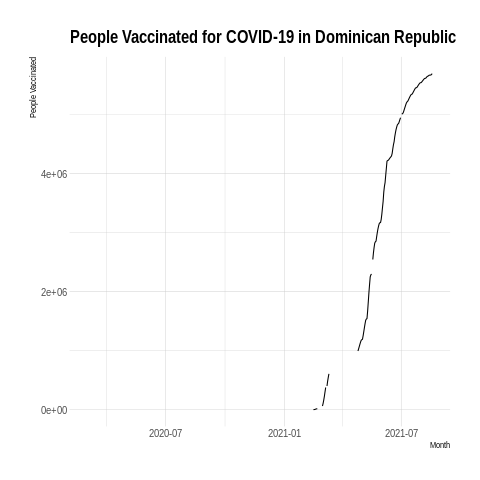 People Vaccinated for COVID-19 in Dominican Republic
People Vaccinated
4e+06
2e+06
0e+00
2020-07
2021-01
2021-07
Month